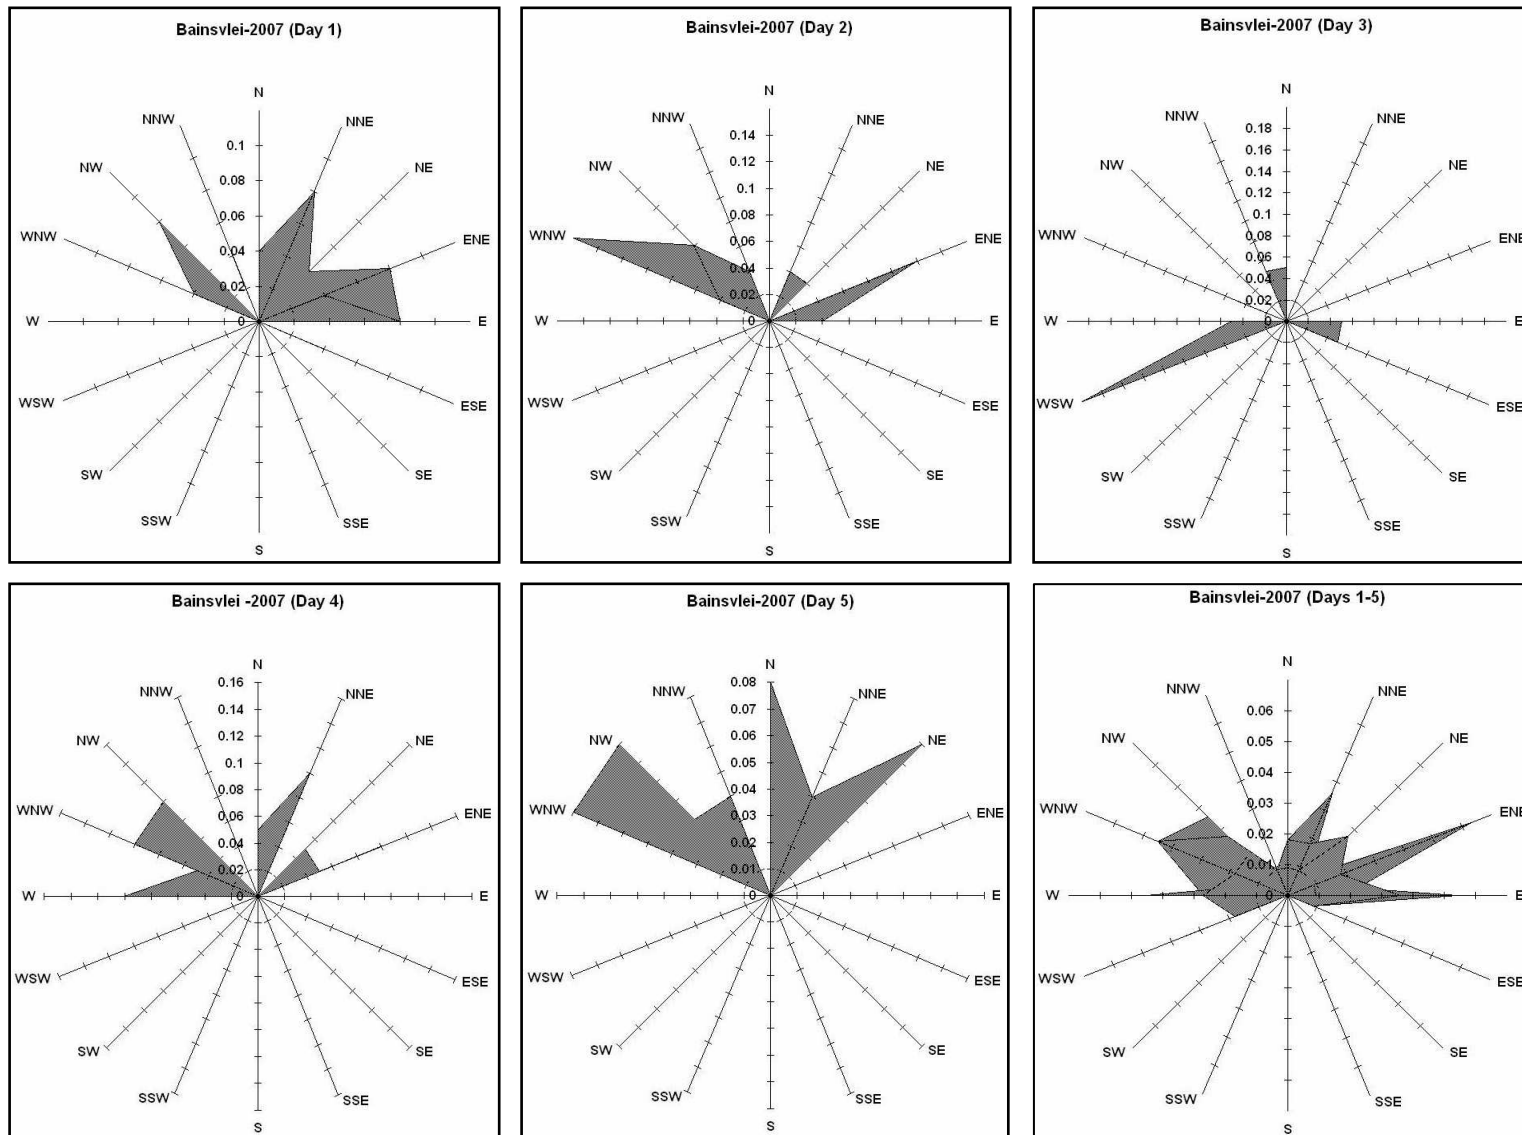 Bainsvlei-2007 (Day 1)
N
NNW
NNE
0.1
NW
NE
0.08
0.06
WNW
ENE
0.04
0.02
W
0
E
WSW
ESE
SW
SE
SSW
SSE
S
Bainsvlei-2007 (Day 2)
N
NNW
NNE
0.14
0.12
NW
NE
0.1
0.08
WNW
ENE
0.06
0.04
0.02
W
0
E
WSW
ESE
SW
SE
SSW
SSE
S
Bainsvlei-2007 (Day 3)
N
NNW
NNE
0.18
0.16
NW
NE
0.14
0.12
0.1
WNW
ENE
0.08
0.06
0.04
0.02
W
0
E
WSW
ESE
SW
SE
SSW
SSE
S
Bainsvlei -2007 (Day 4)
N
0.16
NNW
NNE
0.14
0.12
NW
NE
0.1
0.08
WNW
ENE
0.06
0.04
0.02
W
0
E
WSW
ESE
SW
SE
SSW
SSE
S
Bainsvlei-2007 (Day 5)
N
0.08
NNW
NNE
0.07
0.06
NW
NE
0.05
0.04
WNW
ENE
0.03
0.02
0.01
W
0
E
WSW
ESE
SW
SE
SSW
SSE
S
Bainsvlei-2007 (Days 1-5)
N
NNW
NNE
0.06
NW
NE
0.05
0.04
WNW
ENE
0.03
0.02
0.01
W
0
E
WSW
ESE
SW
SE
SSW
SSE
S